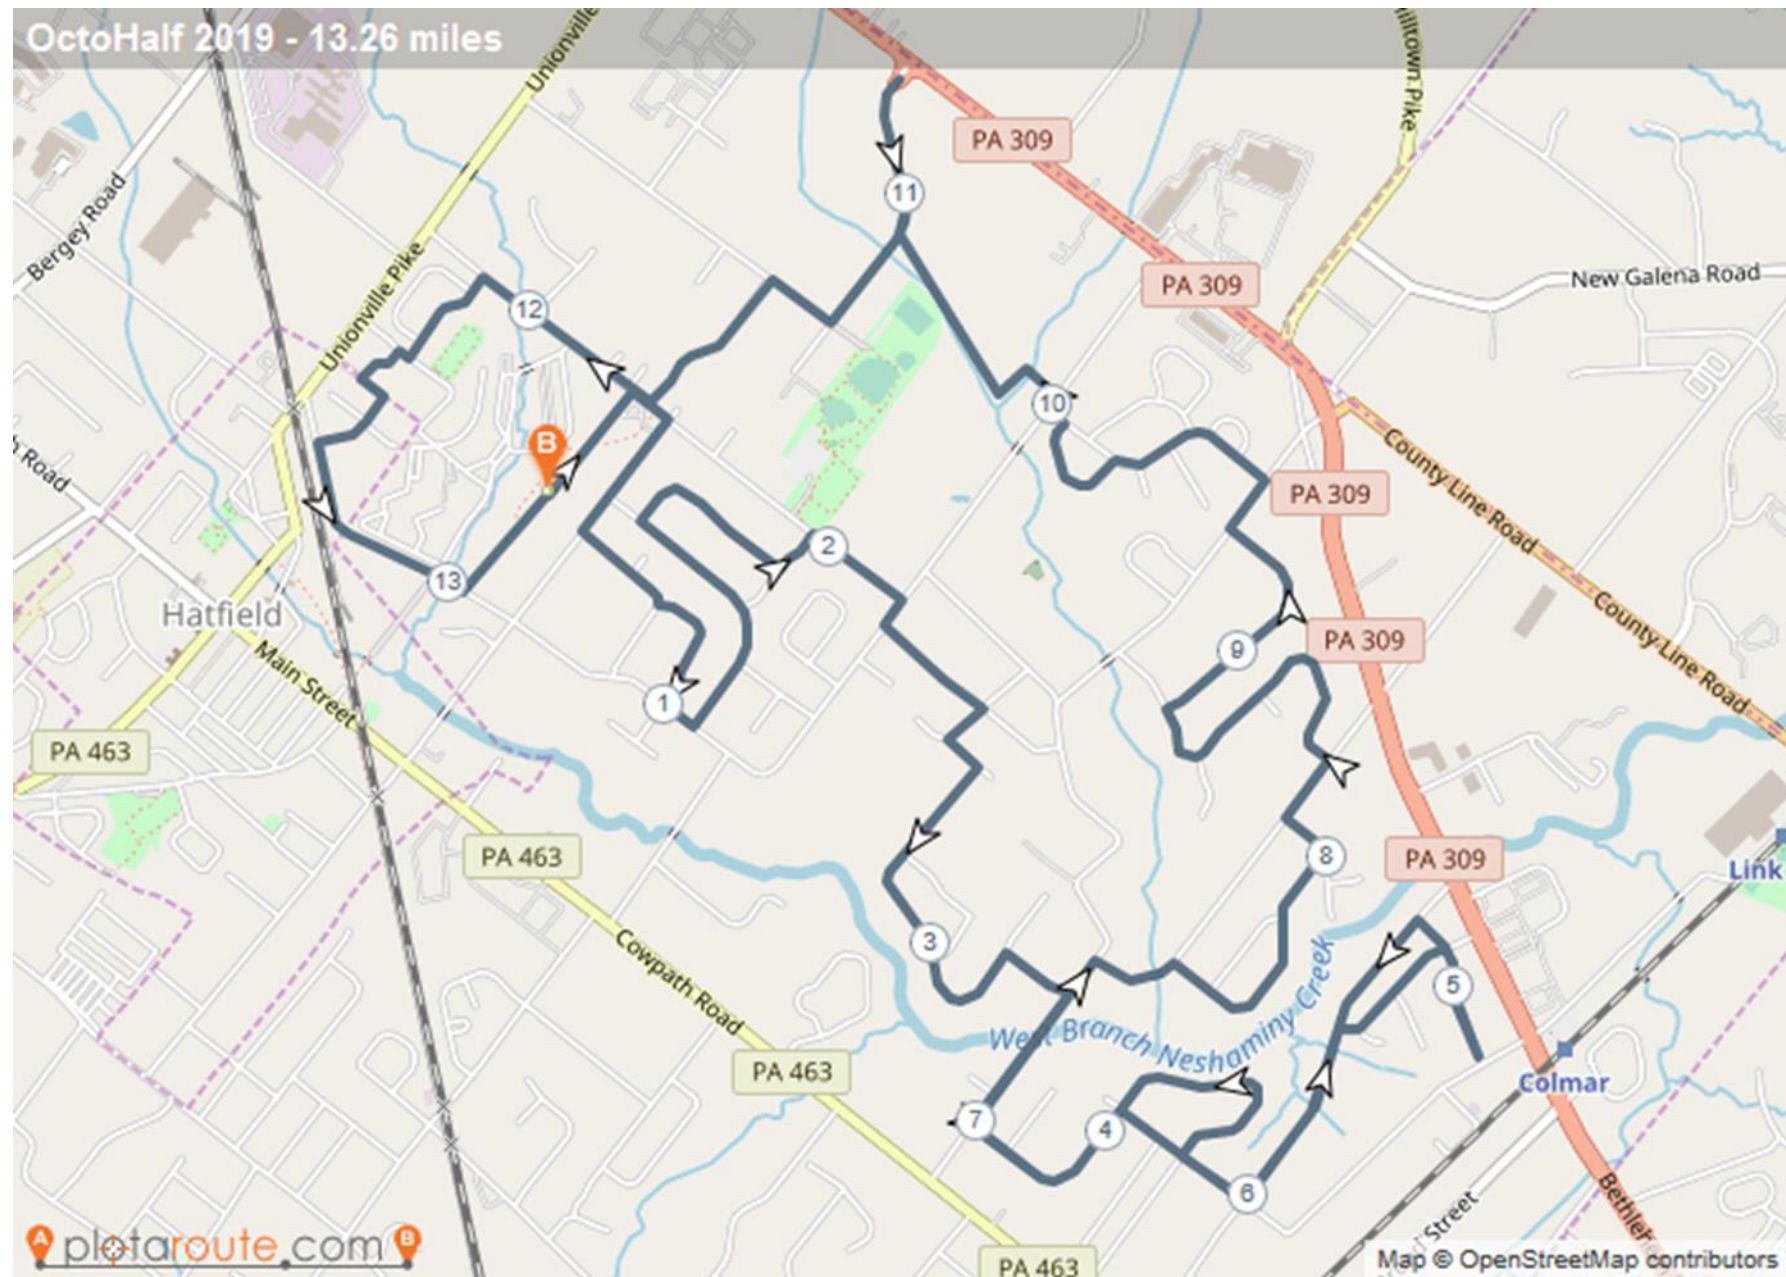 OctoHalf 2019 - 13.26 miles
Unionville
Pike
PA 309
11
Bergey Road
Unionville Pike
PA 309
New Galena Road
12
10
County Line Road
Road
B
PA 309
2
13
Hatfield
County Line Road
PA 309
9
1
Main Street
PA 463
PA 463
8
PA 309
Link
3
Cowpath Road
5
West Branch Neshaminy Creek
PA 463
Colmar
7
4
6
Street
A plotaroute.com B
PA 463
Map © OpenStreetMap contributors